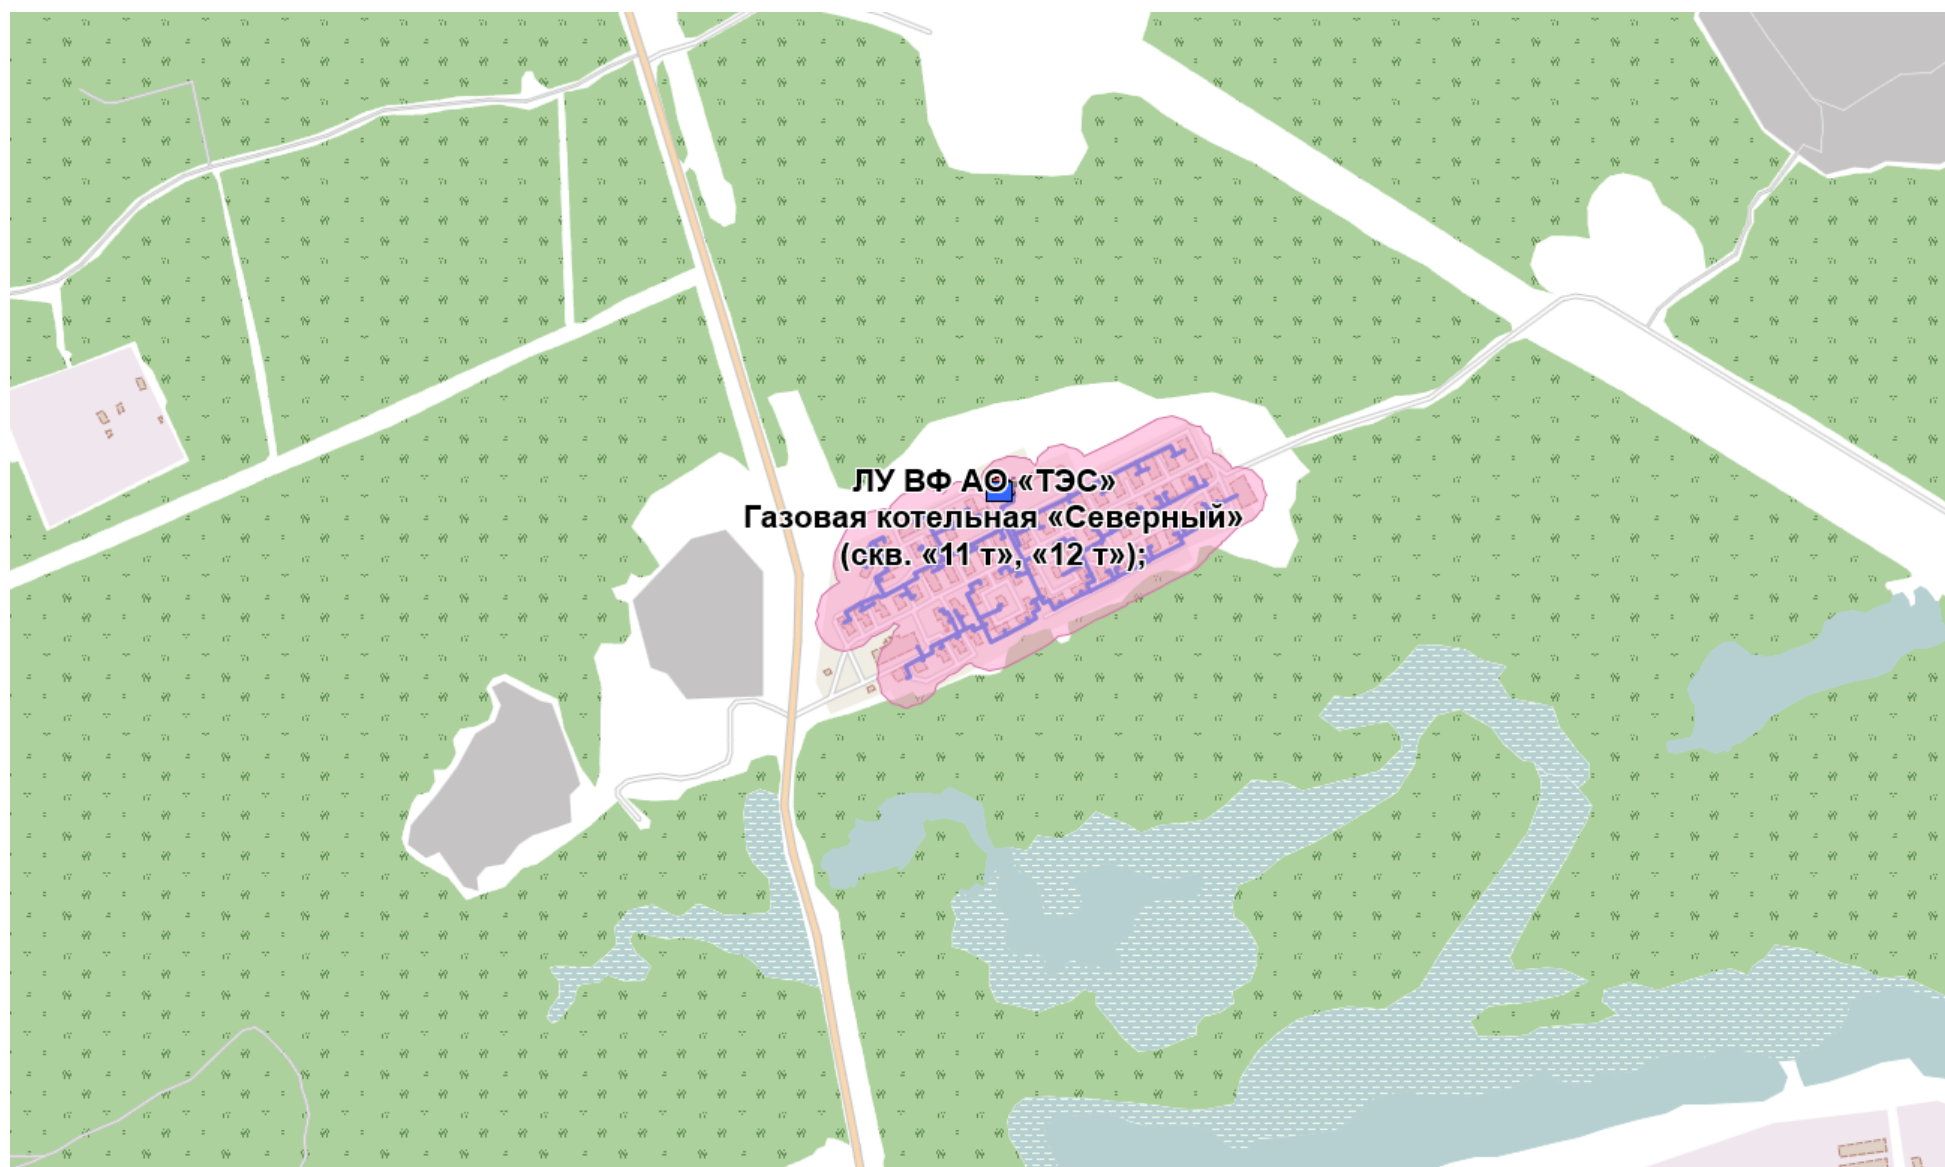 ЛУ ВФ АО «ТЭС»
Газовая котельная «Северный»
(скв. «11 т», «12 т»);